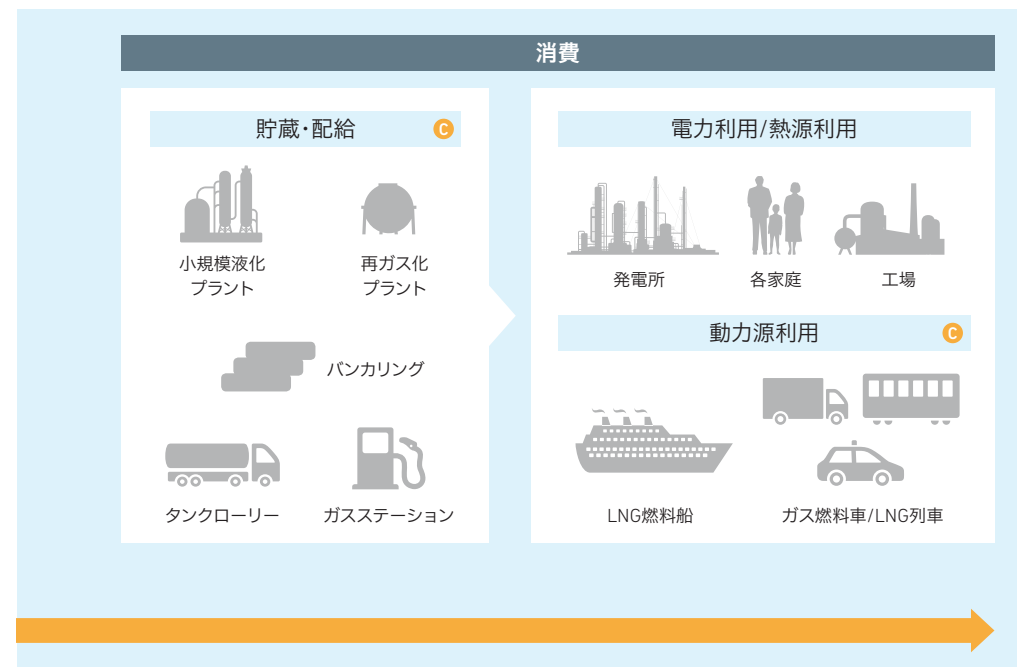 消費
貯蔵・配給 C
小規模液化
プラント
再ガス化
プラント
バンカリング
タンクローリー
ガスステーション
電力利用/熱源利用
発電所
各家庭
工場
動力源利用 C
LNG燃料船
ガス燃料車/LNG列車